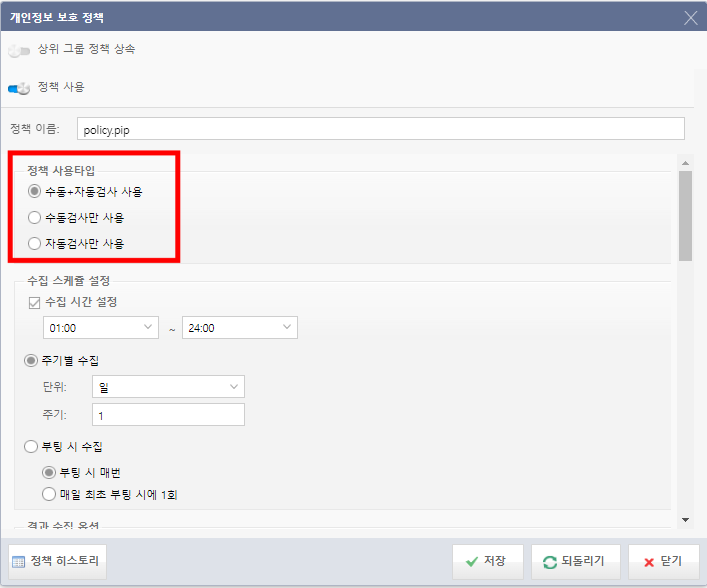 개인정보 보호 정책
상위 그룹 정책 상속
정책 사용
정책 이름: policy.pip
정책 사용타입
수동+자동검사 사용
수동검사만 사용
자동검사만 사용
수집 스케쥴 설정
수집 시간 설정
01:00 ~ 24:00
주기별 수집
단위: 일
주기: 1
부팅 시 수집
부팅 시 매번
매일 최초 부팅 시에 1회
결과 수집 옵션
정책 히스토리 저장 되돌리기 닫기